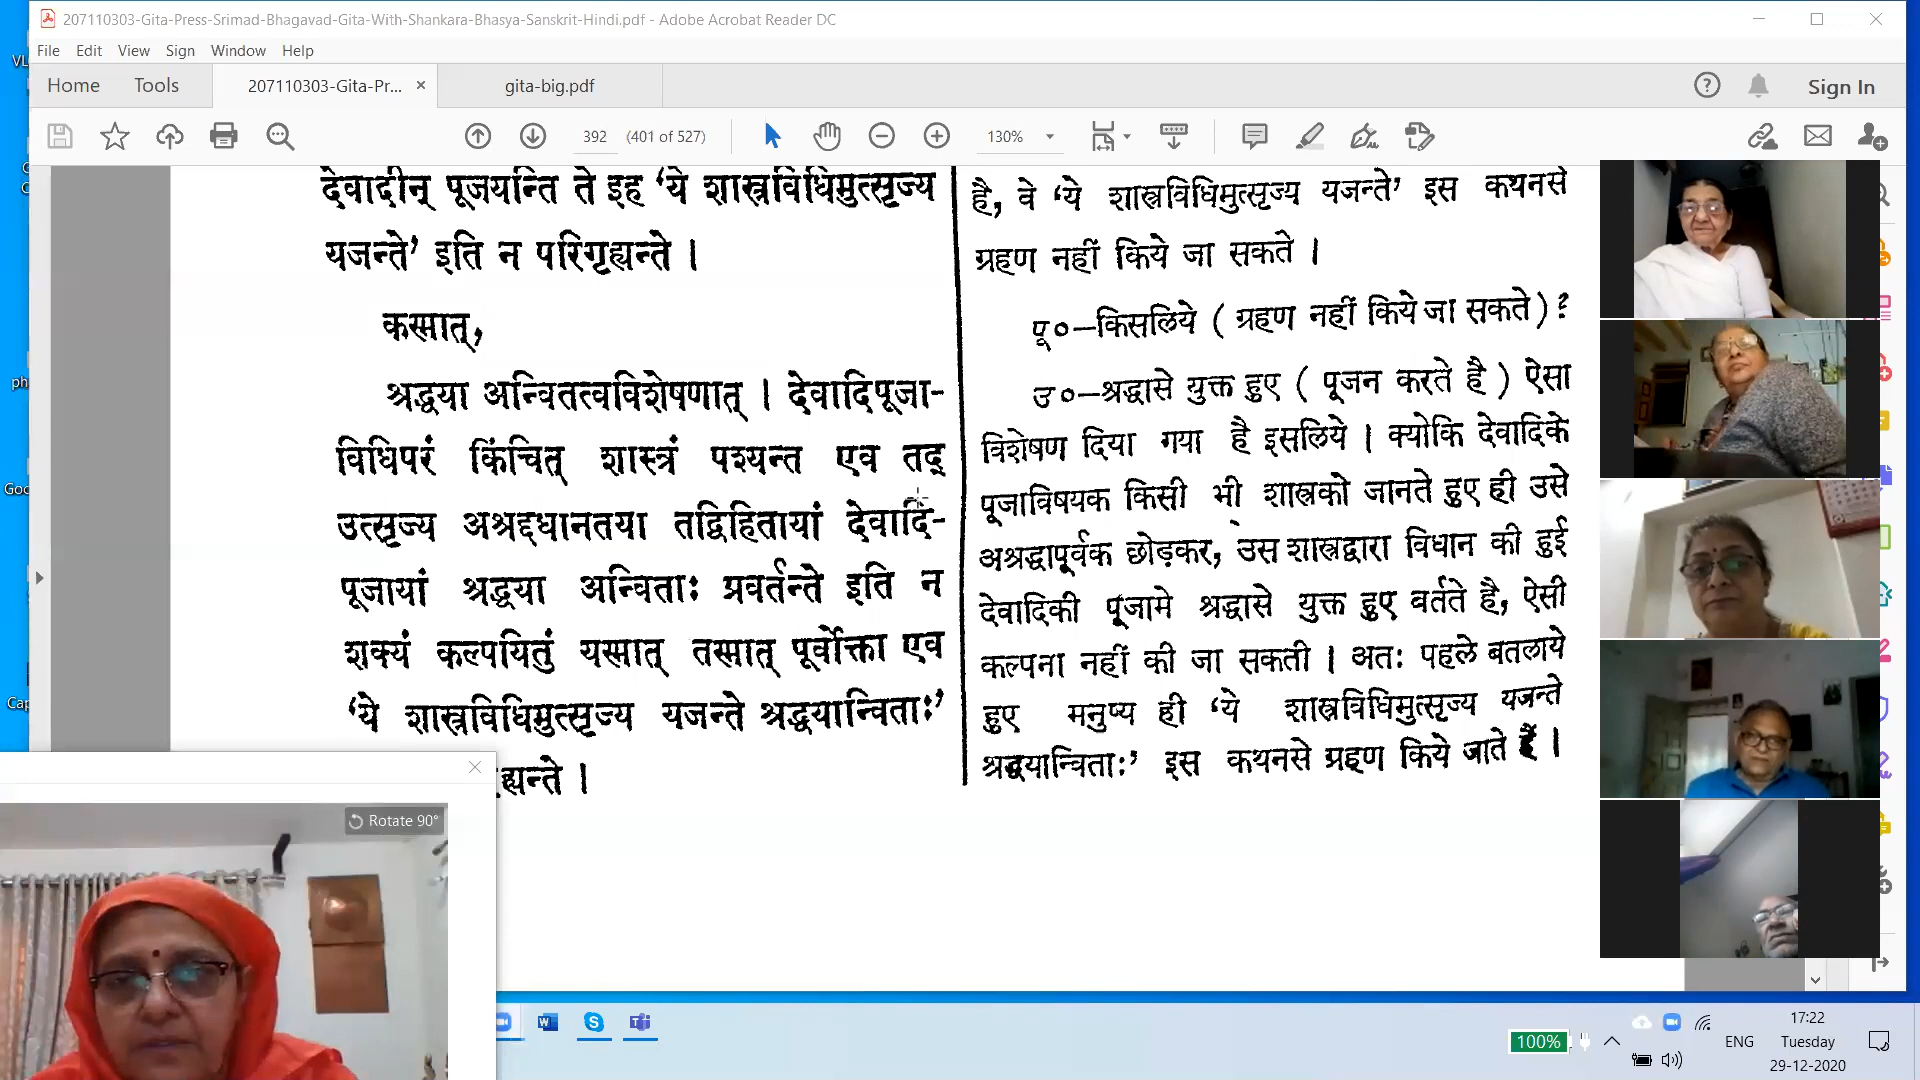 207110303-Gita-Press-Srimad-Bhagavad-Gita-With-Shankara-Bhasya-Sanskrit-Hindi.pdf - Adobe Acrobat Reader DC
File Edit View Sign Window Help
Home Tools 207110303-Gita-Pr... × gita-big.pdf Sign In
392 (401 of 527) 130%
देवादीन् पूजयन्ति ते इह ‘ये शास्त्रविधिमुत्सृज्य
यजन्ते’ इति न परिगृह्यन्ते ।
कस्मात्,
श्रद्धया अन्वितत्वविशेषणात् । देवादिपूजा-
विधिपरं किंचित् शास्त्रं पश्यन्त एव तद्
उत्सृज्य अश्रद्दधानतया तद्विहितायां देवादि-
पूजायां श्रद्धया अन्विताः प्रवर्तन्ते इति न
शक्यं कल्पयितुं यस्मात् तस्मात् पूर्वोक्ता एव
‘ये शास्त्रविधिमुत्सृज्य यजन्ते श्रद्धयान्विताः’
ह्यन्ते ।
है, वे ‘ये शास्त्रविधिमुत्सृज्य यजन्ते’ इस कथनसे
ग्रहण नहीं किये जा सकते ।
पू०–किसलिये ( ग्रहण नहीं किये जा सकते ) ?
उ०–श्रद्धासे युक्त हुए ( पूजन करते है ) ऐसा
विशेषण दिया गया है इसलिये । क्योकि देवादिके
पूजाविषयक किसी भी शास्त्रको जानते हुए ही उसे
अश्रद्धापूर्वक छोड़कर, उस शास्त्रद्वारा विधान की हुई
देवादिकी पूजामे श्रद्धासे युक्त हुए वर्तते है, ऐसी
कल्पना नहीं की जा सकती । अतः पहले बतलाये
हुए मनुष्य ही ‘ये शास्त्रविधिमुत्सृज्य यजन्ते
श्रद्धयान्विताः’ इस कथनसे ग्रहण किये जाते हैं ।
Rotate 90°
100% ENG
17:22
Tuesday
29-12-2020